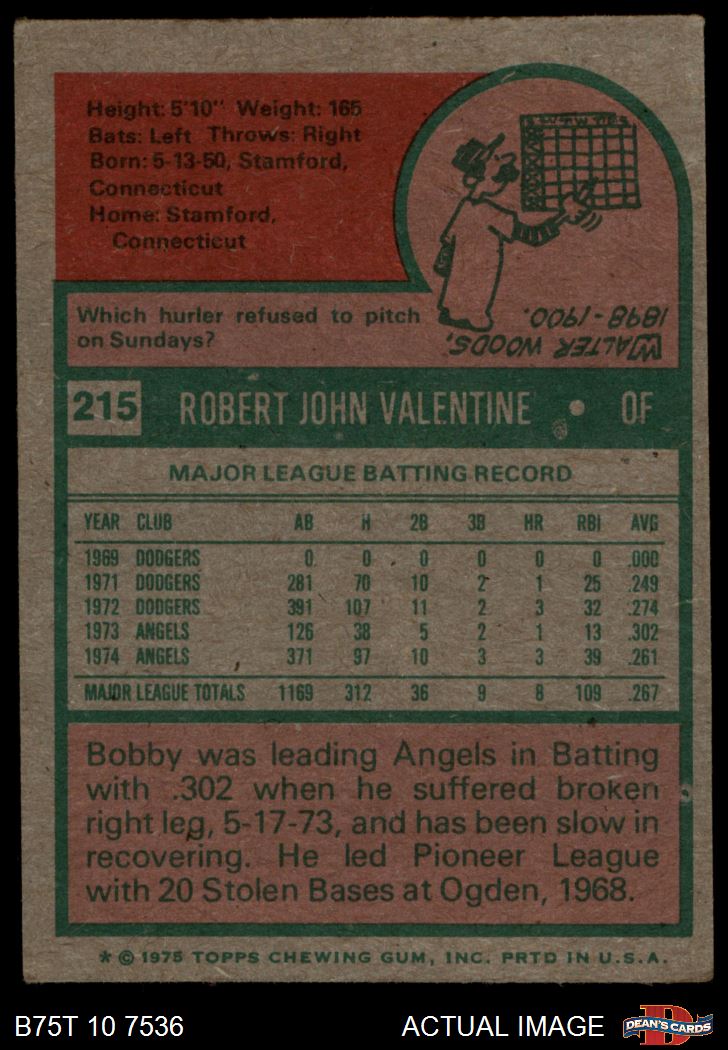 Height: 5'10" Weight: 165
Bats: Left Throws: Right
Born: 5-13-50, Stamford,
Connecticut
Home: Stamford,
Connecticut
Which hurler refused to pitch
on Sundays?
WALTER WOODS,
1898-1900.
215 ROBERT JOHN VALENTINE • OF
MAJOR LEAGUE BATTING RECORD
YEAR CLUB AB H 2B 3B HR RBI AVG
1969 DODGERS 0 0 0 0 0 0 .000
1971 DODGERS 281 70 10 2 1 25 .249
1972 DODGERS 391 107 11 2 3 32 .274
1973 ANGELS 126 38 5 2 1 13 .302
1974 ANGELS 371 97 10 3 3 39 .261
MAJOR LEAGUE TOTALS 1169 312 36 9 8 109 .267
Bobby was leading Angels in Batting
with .302 when he suffered broken
right leg, 5-17-73, and has been slow in
recovering. He led Pioneer League
with 20 Stolen Bases at Ogden, 1968.
* © 1975 TOPPS CHEWING GUM, INC. PRTD IN U.S.A.
B75T 10 7536 ACTUAL IMAGE D DEAN'S CARDS